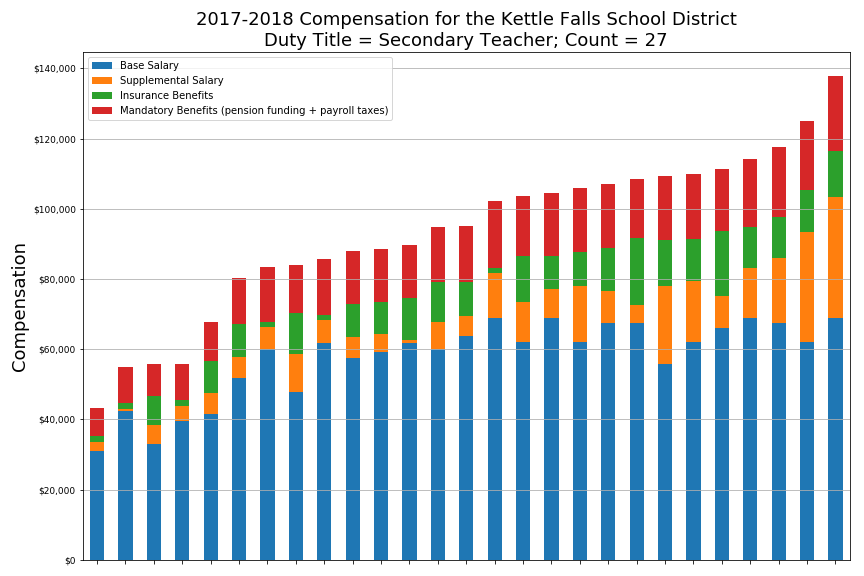 2017-2018 Compensation for the Kettle Falls School District
Duty Title = Secondary Teacher; Count = 27
Base Salary
Supplemental Salary
Insurance Benefits
Mandatory Benefits (pension funding + payroll taxes)
Compensation
$140,000
$120,000
$100,000
$80,000
$60,000
$40,000
$20,000
$0